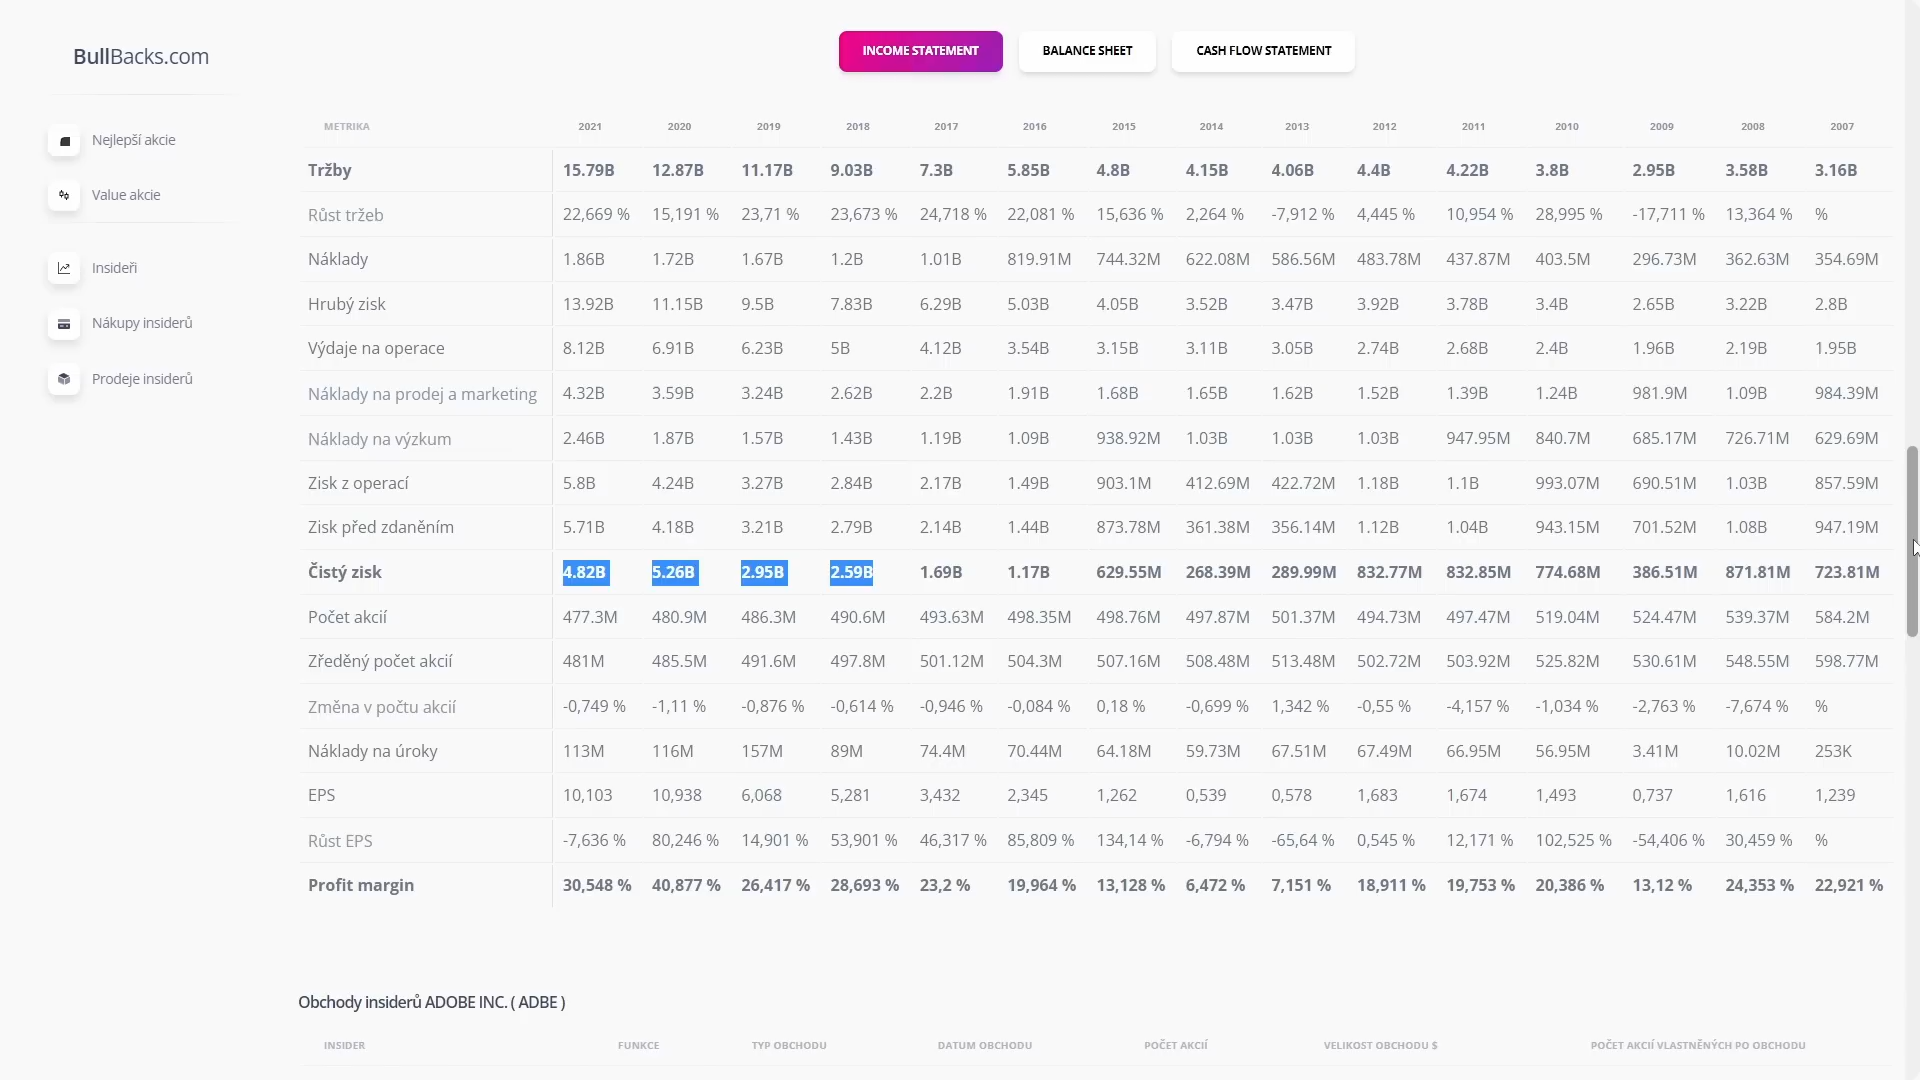 BullBacks.com
Nejlepší akcie
Value akcie
Insideři
Nákupy insiderů
Prodeje insiderů
INCOME STATEMENT BALANCE SHEET CASH FLOW STATEMENT
METRIKA 2021 2020 2019 2018 2017 2016 2015 2014 2013 2012 2011 2010 2009 2008 2007
Tržby 15.79B 12.87B 11.17B 9.03B 7.3B 5.85B 4.8B 4.15B 4.06B 4.4B 4.22B 3.8B 2.95B 3.58B 3.16B
Růst tržeb 22,669 % 15,191 % 23,71 % 23,673 % 24,718 % 22,081 % 15,636 % 2,264 % -7,912 % 4,445 % 10,954 % 28,995 % -17,711 % 13,364 % %
Náklady 1.86B 1.72B 1.67B 1.2B 1.01B 819.91M 744.32M 622.08M 586.56M 483.78M 437.87M 403.5M 296.73M 362.63M 354.69M
Hrubý zisk 13.92B 11.15B 9.5B 7.83B 6.29B 5.03B 4.05B 3.52B 3.47B 3.92B 3.78B 3.4B 2.65B 3.22B 2.8B
Výdaje na operace 8.12B 6.91B 6.23B 5B 4.12B 3.54B 3.15B 3.11B 3.05B 2.74B 2.68B 2.4B 1.96B 2.19B 1.95B
Náklady na prodej a marketing 4.32B 3.59B 3.24B 2.62B 2.2B 1.91B 1.68B 1.65B 1.62B 1.52B 1.39B 1.24B 981.9M 1.09B 984.39M
Náklady na výzkum 2.46B 1.87B 1.57B 1.43B 1.19B 1.09B 938.92M 1.03B 1.03B 1.03B 947.95M 840.7M 685.17M 726.71M 629.69M
Zisk z operací 5.8B 4.24B 3.27B 2.84B 2.17B 1.49B 903.1M 412.69M 422.72M 1.18B 1.1B 993.07M 690.51M 1.03B 857.59M
Zisk před zdaněním 5.71B 4.18B 3.21B 2.79B 2.14B 1.44B 873.78M 361.38M 356.14M 1.12B 1.04B 943.15M 701.52M 1.08B 947.19M
Čistý zisk 4.82B 5.26B 2.95B 2.59B 1.69B 1.17B 629.55M 268.39M 289.99M 832.77M 832.85M 774.68M 386.51M 871.81M 723.81M
Počet akcií 477.3M 480.9M 486.3M 490.6M 493.63M 498.35M 498.76M 497.87M 501.37M 494.73M 497.47M 519.04M 524.47M 539.37M 584.2M
Zředěný počet akcií 481M 485.5M 491.6M 497.8M 501.12M 504.3M 507.16M 508.48M 513.48M 502.72M 503.92M 525.82M 530.61M 548.55M 598.77M
Změna v počtu akcií -0,749 % -1,11 % -0,876 % -0,614 % -0,946 % -0,084 % 0,18 % -0,699 % 1,342 % -0,55 % -4,157 % -1,034 % -2,763 % -7,674 % %
Náklady na úroky 113M 116M 157M 89M 74.4M 70.44M 64.18M 59.73M 67.51M 67.49M 66.95M 56.95M 3.41M 10.02M 253K
EPS 10,103 10,938 6,068 5,281 3,432 2,345 1,262 0,539 0,578 1,683 1,674 1,493 0,737 1,616 1,239
Růst EPS -7,636 % 80,246 % 14,901 % 53,901 % 46,317 % 85,809 % 134,14 % -6,794 % -65,64 % 0,545 % 12,171 % 102,525 % -54,406 % 30,459 % %
Profit margin 30,548 % 40,877 % 26,417 % 28,693 % 23,2 % 19,964 % 13,128 % 6,472 % 7,151 % 18,911 % 19,753 % 20,386 % 13,12 % 24,353 % 22,921 %
Obchody insiderů ADOBE INC. ( ADBE )
INSIDER FUNKCE TYP OBCHODU DATUM OBCHODU POČET AKCIÍ VELIKOST OBCHODU $ POČET AKCIÍ VLASTNĚNÝCH PO OBCHODU